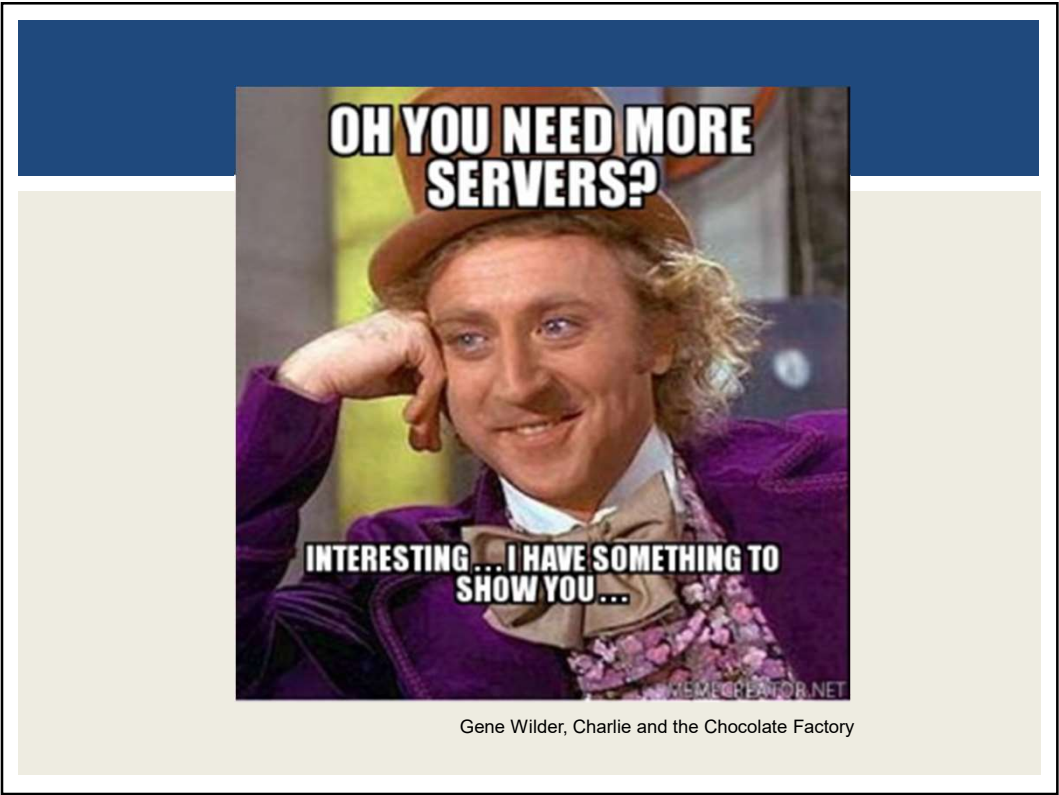 OH YOU NEED MORE
SERVERS?
INTERESTING...I HAVE SOMETHING TO
SHOW YOU...
MEMECREATOR.NET
Gene Wilder, Charlie and the Chocolate Factory